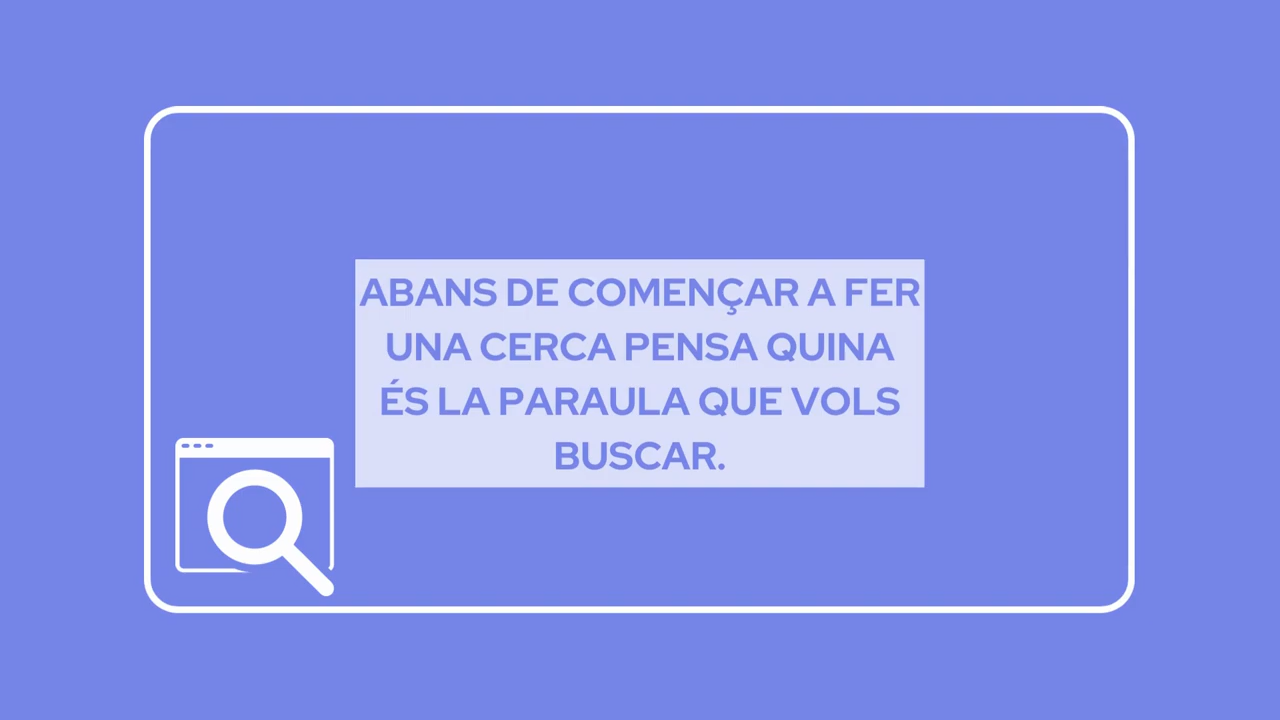 ABANS DE COMENÇAR A FER
UNA CERCA PENSA QUINA
ÉS LA PARAULA QUE VOLS
BUSCAR.